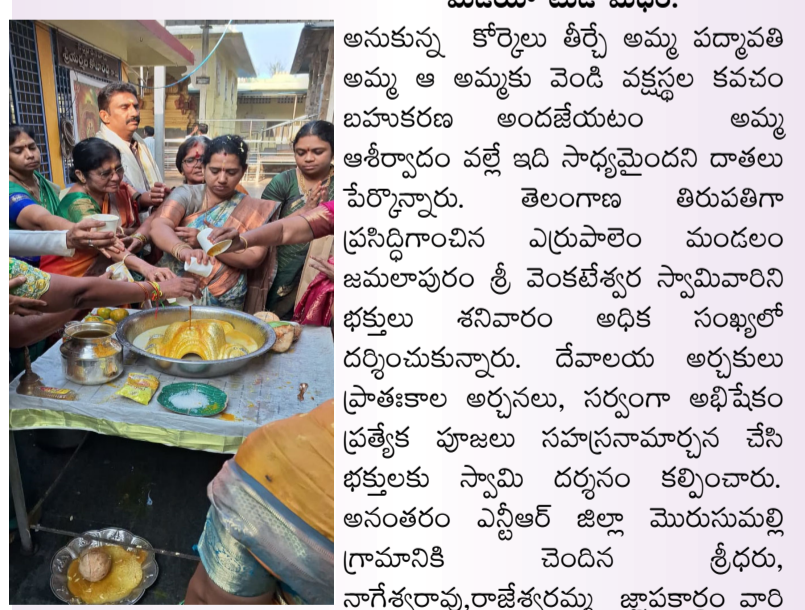 అనుకున్న కోర్కెలు తీర్చే అమ్మ పద్మావతి
అమ్మ ఆ అమ్మకు వెండి వక్షస్థల కవచం
బహుకరణ అందజేయటం అమ్మ
ఆశీర్వాదం వల్లే ఇది సాధ్యమైందని దాతలు
పేర్కొన్నారు. తెలంగాణ తిరుపతిగా
ప్రసిద్ధిగాంచిన ఎర్రుపాలెం మండలం
జమలాపురం శ్రీ వెంకటేశ్వర స్వామివారిని
భక్తులు శనివారం అధిక సంఖ్యలో
దర్శించుకున్నారు. దేవాలయ అర్చకులు
ప్రాతఃకాల అర్చనలు, సర్వంగా అభిషేకం
ప్రత్యేక పూజలు సహస్రనామార్చన చేసి
భక్తులకు స్వామి దర్శనం కల్పించారు.
అనంతరం ఎన్టీఆర్ జిల్లా మొరుసుమల్లి
గ్రామానికి చెందిన శ్రీధరు,
నాగేశ్వరావు,రాజేశ్వరమ్మ జ్ఞాపకార్థం వారి